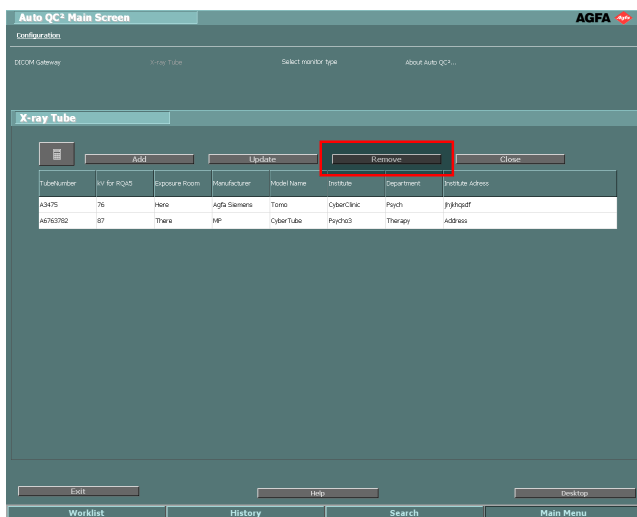 Auto QC² Main Screen
AGFA
Configuration
DICOM Gateway X-ray Tube Select monitor type About Auto QC²...
X-ray Tube
Add Update Remove Close
TubeNumber kV for RQA5 Exposure Room Manufacturer Model Name Institute Department Institute Adress
A3475 76 Here Agfa Siemens Tomo CyberClinic Psych
A6763782 87 There MP CyberTube Psycho3 Therapy Address
Exit Help Desktop
Worklist History Search Main Menu